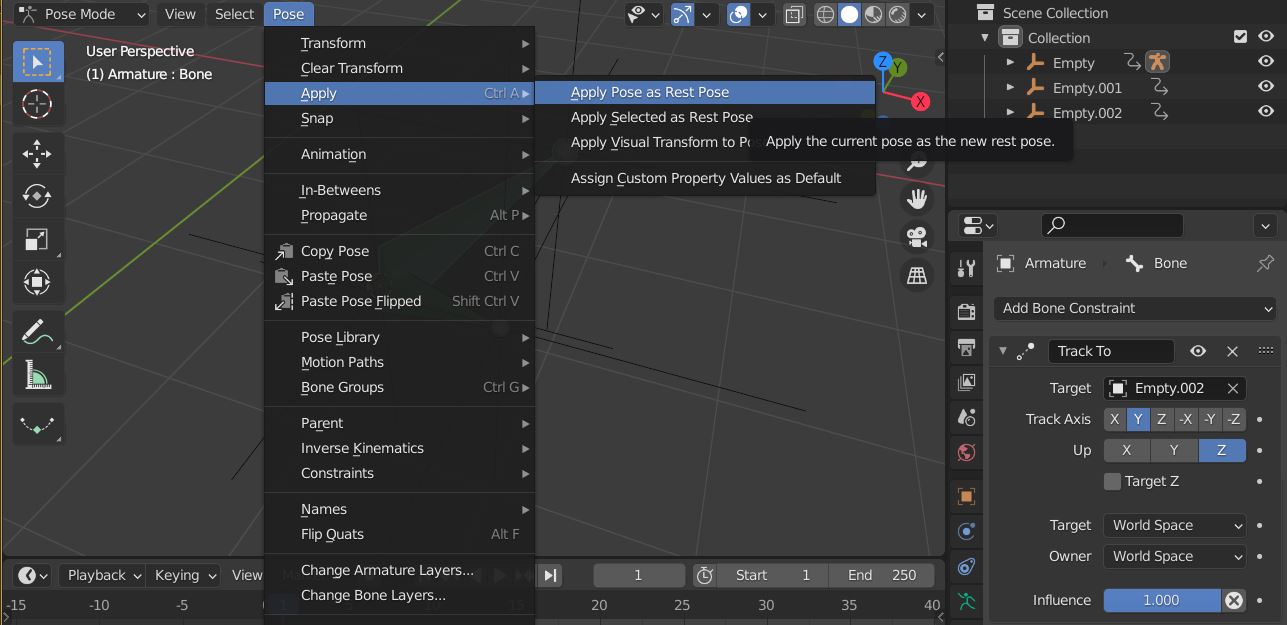 Pose Mode View Select Pose
User Perspective
(1) Armature : Bone
Transform
Clear Transform
Apply Ctrl A
Snap
Animation
In-Betweens
Propagate Alt P
Copy Pose Ctrl C
Paste Pose Ctrl V
Paste Pose Flipped Shift Ctrl V
Pose Library
Motion Paths
Bone Groups Ctrl G
Parent
Inverse Kinematics
Constraints
Names
Flip Quats Alt F
Change Armature Layers...
Change Bone Layers...
Apply Pose as Rest Pose
Apply Selected as Rest Pose
Apply Visual Transform to
Assign Custom Property Values as Default
Apply the current pose as the new rest pose.
Z
Y
X
Scene Collection
Collection
Empty
Empty.001
Empty.002
Armature Bone
Add Bone Constraint
Track To
Target Empty.002
Track Axis X Y Z -X -Y -Z
Up X Y Z
Target Z
Target World Space
Owner World Space
Influence 1.000
Playback Keying View 1 Start 1 End 250
-15 -10 -5 1 15 20 25 30 35 40